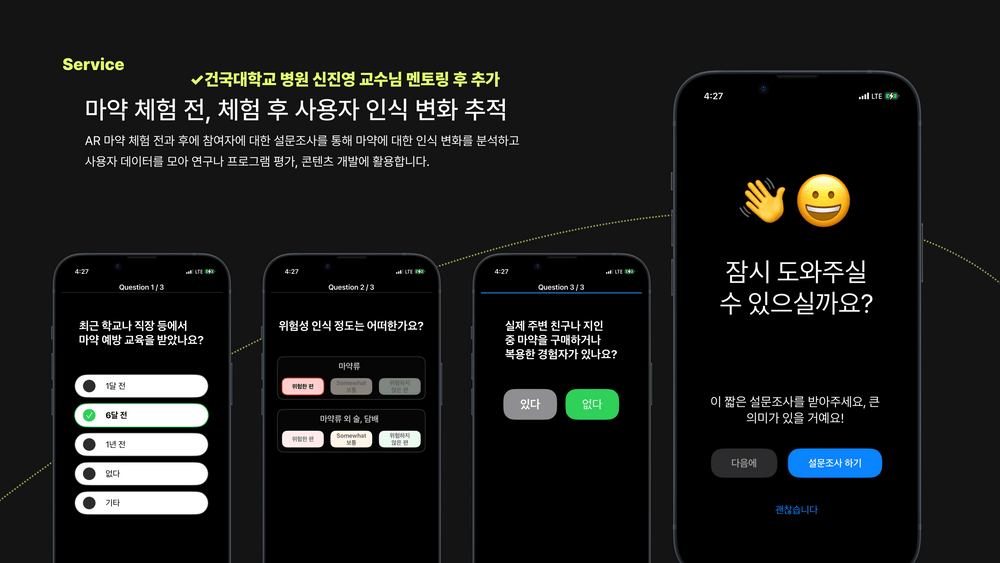 Service
✓건국대학교 병원 신진영 교수님 멘토링 후 추가
마약 체험 전, 체험 후 사용자 인식 변화 추적
AR 마약 체험 전과 후에 참여자에 대한 설문조사를 통해 마약에 대한 인식 변화를 분석하고
사용자 데이터를 모아 연구나 프로그램 평가, 콘텐츠 개발에 활용합니다.
4:27
LTE
Question 1 / 3
최근 학교나 직장 등에서
마약 예방 교육을 받았나요?
1달 전
6달 전
1년 전
없다
기타
4:27
LTE
Question 2 / 3
위험성 인식 정도는 어떠한가요?
마약류
위험한 편
Somewhat
보통
위험하지
않은 편
마약류 외 술, 담배
위험한 편
Somewhat
보통
위험하지
않은 편
4:27
LTE
Question 3 / 3
실제 주변 친구나 지인
중 마약을 구매하거나
복용한 경험자가 있나요?
있다
없다
4:27
LTE
잠시 도와주실
수 있으실까요?
이 짧은 설문조사를 받아주세요, 큰
의미가 있을 거예요!
다음에
설문조사 하기
괜찮습니다